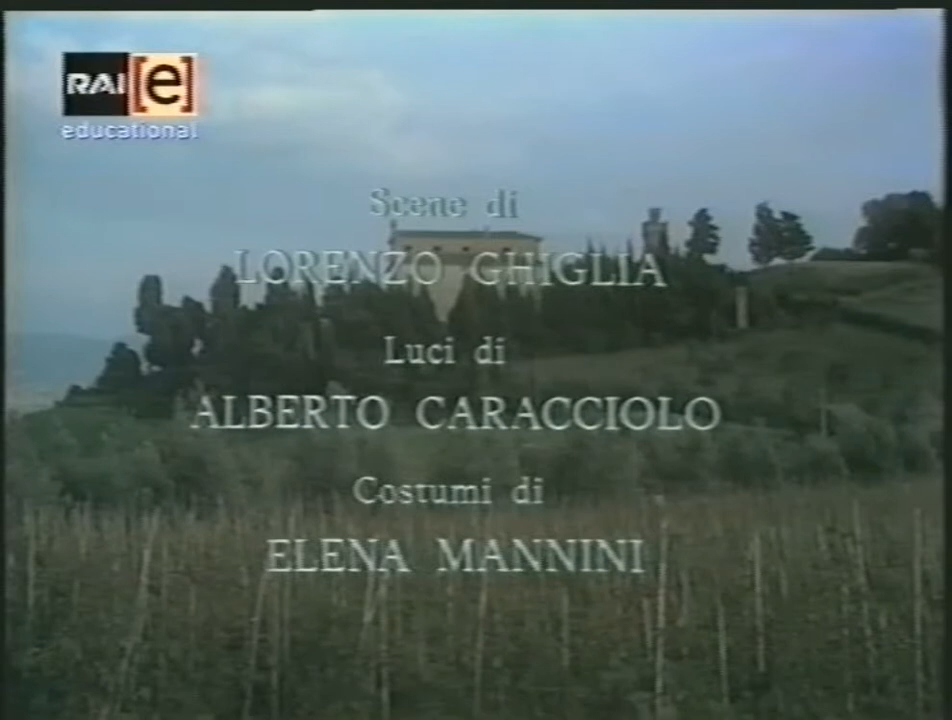 RAI [e]
educational
Scene di
LORENZO GHIGLIA
Luci di
ALBERTO CARACCIOLO
Costumi di
ELENA MANNINI